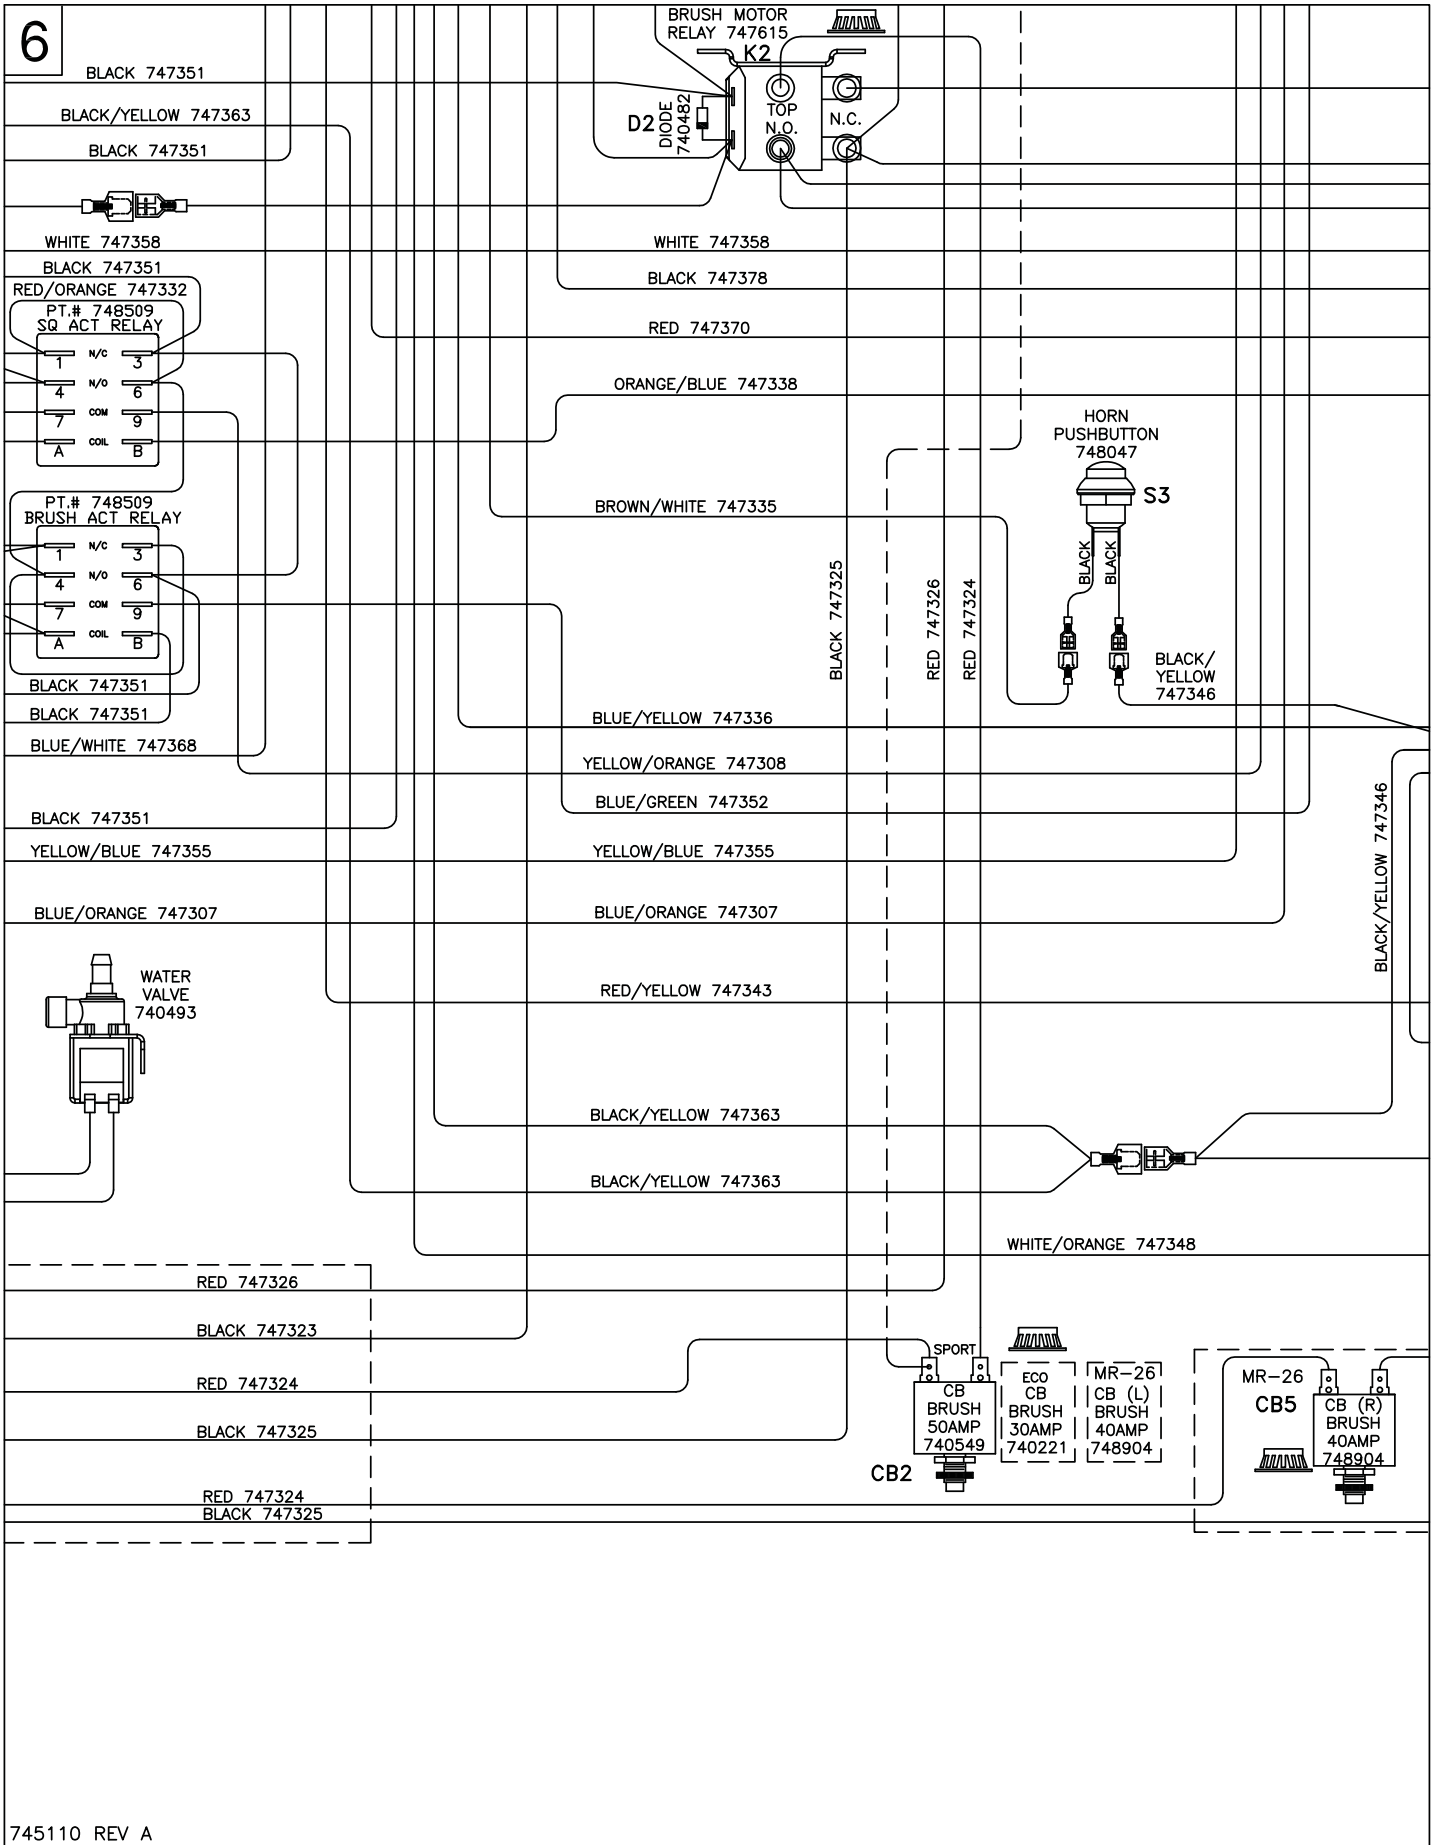 6
BRUSH MOTOR
RELAY 747615
K2
BLACK 747351
BLACK/YELLOW 747363
BLACK 747351
D2
DIODE
740482
TOP
N.O.
N.C.
WHITE 747358
WHITE 747358
BLACK 747351
BLACK 747378
RED/ORANGE 747332
PT.# 748509
SQ ACT RELAY
1 N/C 3
4 N/O 6
7 COM 9
A COIL B
RED 747370
ORANGE/BLUE 747338
HORN
PUSHBUTTON
748047
S3
BLACK
BLACK
PT.# 748509
BRUSH ACT RELAY
1 N/C 3
4 N/O 6
7 COM 9
A COIL B
BROWN/WHITE 747335
BLACK 747325
RED 747326
RED 747324
BLACK/
YELLOW
747346
BLACK 747351
BLACK 747351
BLUE/WHITE 747368
BLUE/YELLOW 747336
YELLOW/ORANGE 747308
BLUE/GREEN 747352
BLACK/YELLOW 747346
BLACK 747351
YELLOW/BLUE 747355
YELLOW/BLUE 747355
BLUE/ORANGE 747307
BLUE/ORANGE 747307
WATER
VALVE
740493
RED/YELLOW 747343
BLACK/YELLOW 747363
BLACK/YELLOW 747363
WHITE/ORANGE 747348
RED 747326
BLACK 747323
RED 747324
BLACK 747325
RED 747324
BLACK 747325
SPORT
CB
BRUSH
50AMP
740549
CB2
ECO
CB
BRUSH
30AMP
740221
MR-26
CB (L)
BRUSH
40AMP
748904
MR-26
CB5
CB (R)
BRUSH
40AMP
748904
745110 REV A